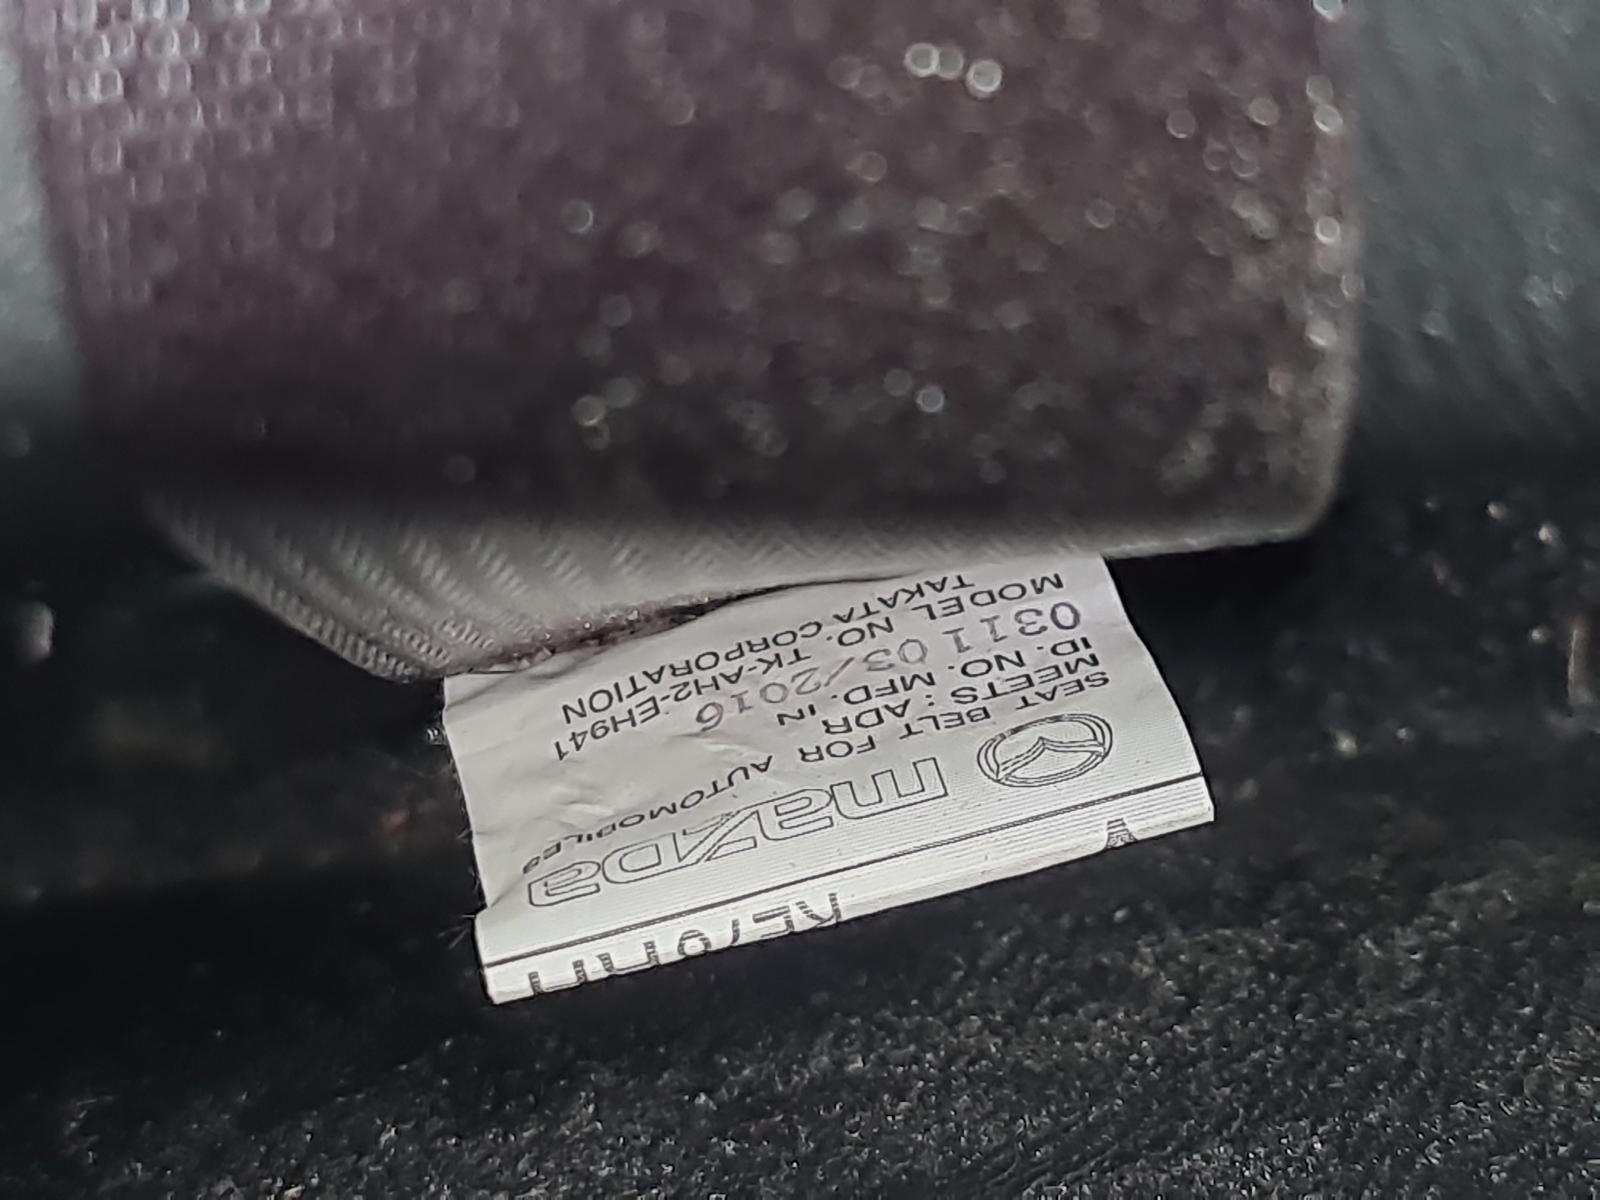 mazda
SEAT BELT FOR AUTOMOBILES
MEETS : ADR
ID. NO. MFD. IN
0311 03/2016
MODEL NO. TK-AH2-EH941
TAKATA CORPORATION